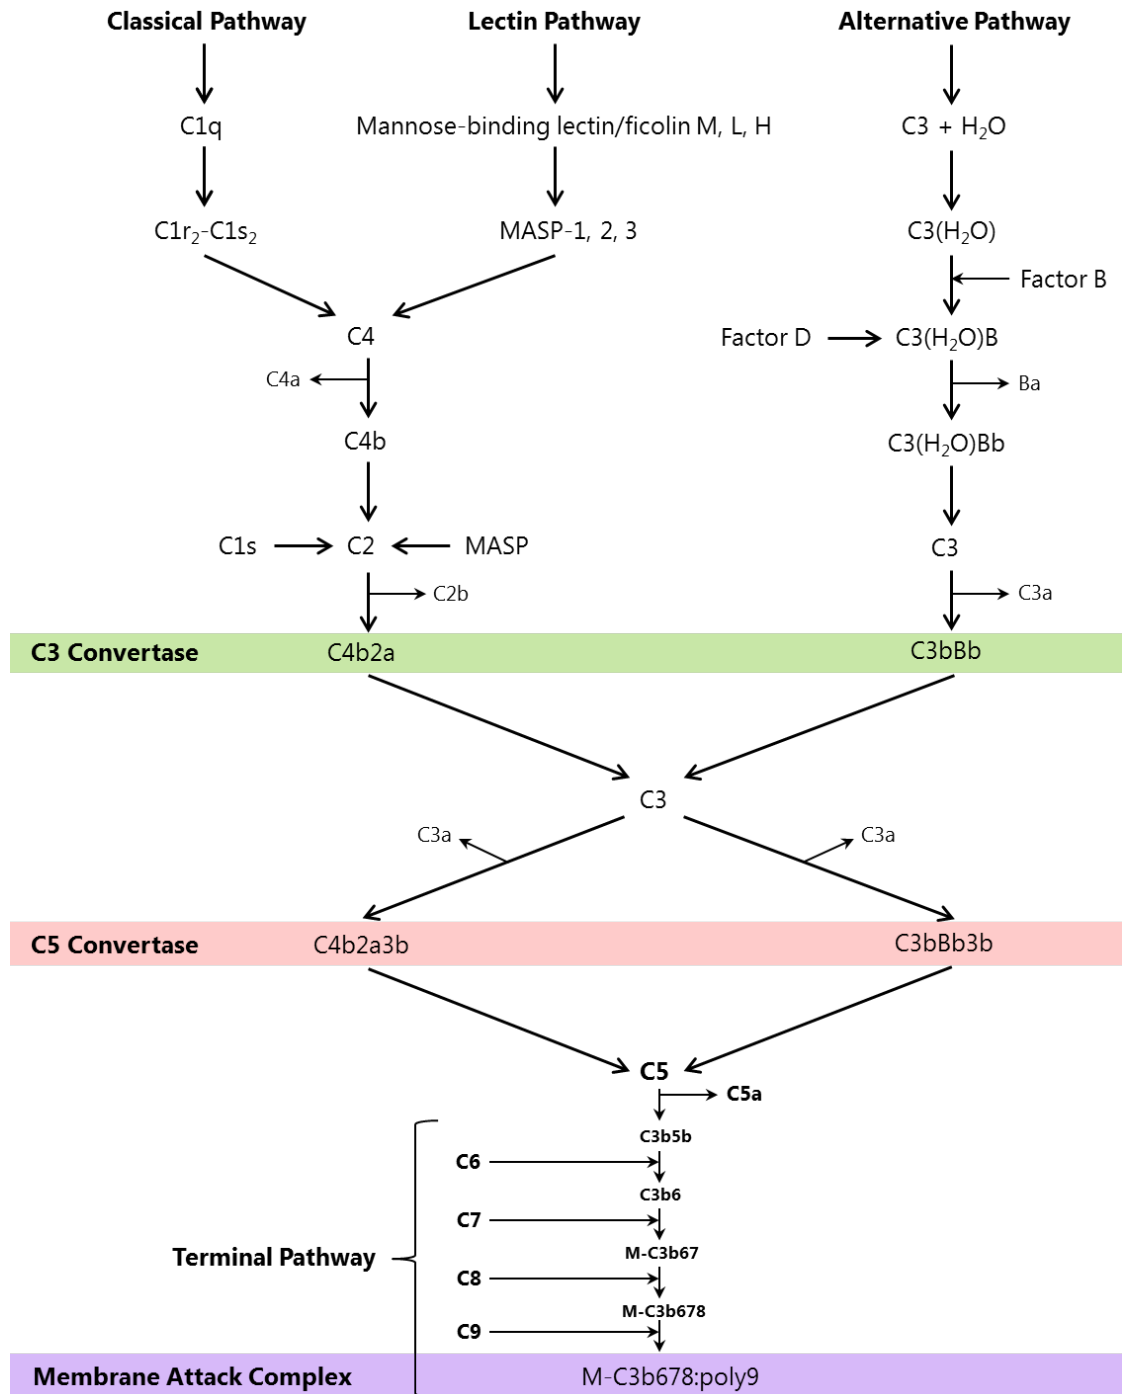 Classical Pathway
Lectin Pathway
Alternative Pathway
C1q
Mannose-binding lectin/ficolin M, L, H
C3 + H₂O
C1r₂-C1s₂
MASP-1, 2, 3
C3(H₂O)
Factor B
C4
Factor D
C3(H₂O)B
C4a
Ba
C4b
C3(H₂O)Bb
C1s
C2
MASP
C3
C2b
C3a
C3 Convertase
C4b2a
C3bBb
C3
C3a
C3a
C5 Convertase
C4b2a3b
C3bBb3b
C5
C5a
C3b5b
C6
C3b6
C7
M-C3b67
Terminal Pathway
C8
M-C3b678
C9
Membrane Attack Complex
M-C3b678:poly9